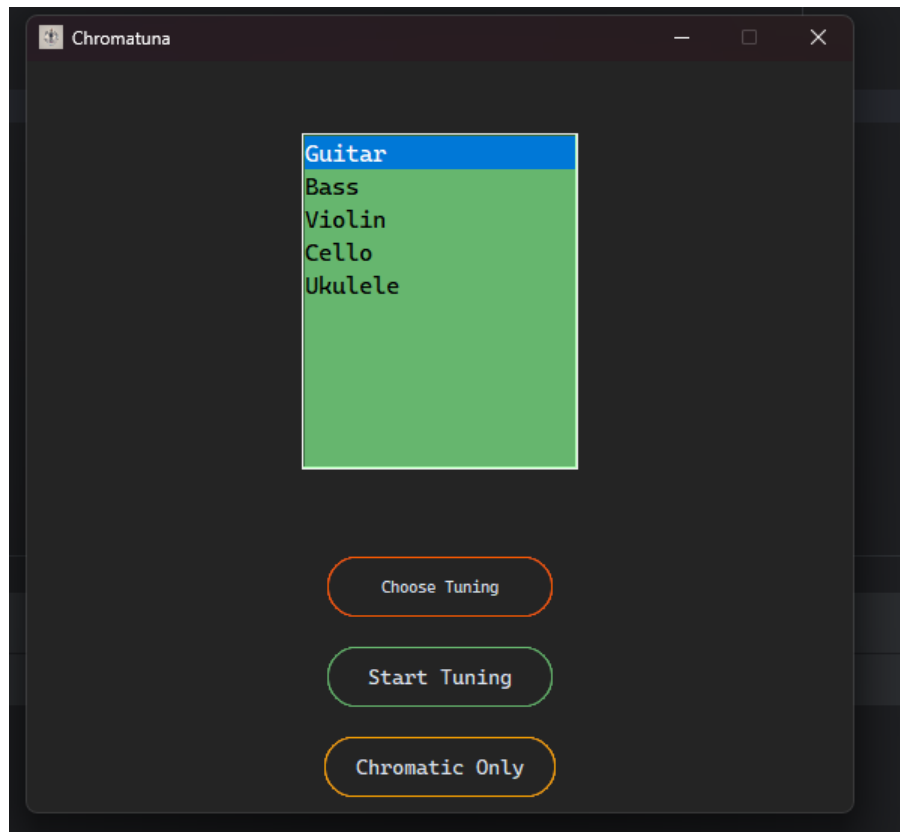 Chromatuna
Guitar
Bass
Violin
Cello
Ukulele
Choose Tuning
Start Tuning
Chromatic Only